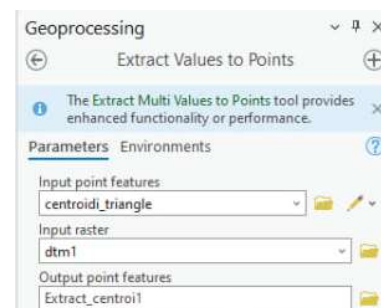 Geoprocessing
Extract Values to Points
The Extract Multi Values to Points tool provides
enhanced functionality or performance.
Parameters Environments
Input point features
centroidi_triangle
Input raster
dtm1
Output point features
Extract_centroi1